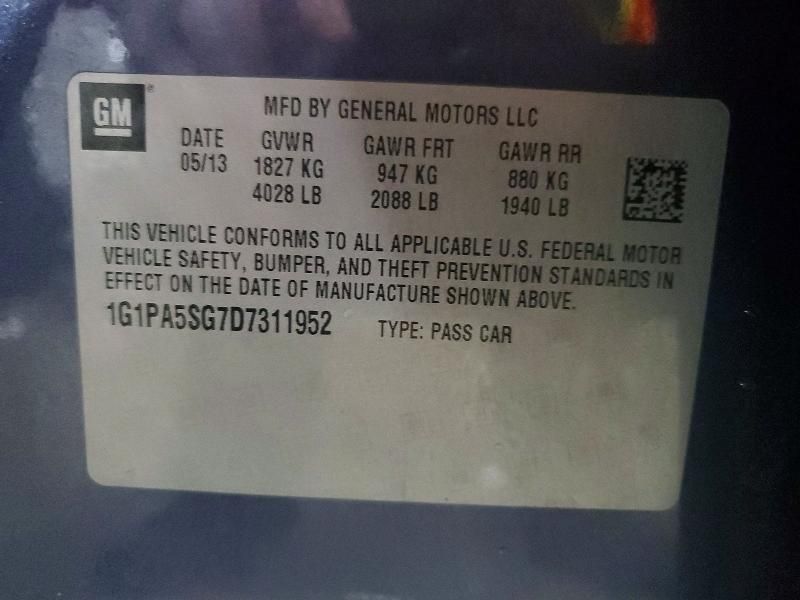 GM ®
MFD BY GENERAL MOTORS LLC
DATE GVWR GAWR FRT GAWR RR
05/13 1827 KG 947 KG 880 KG
4028 LB 2088 LB 1940 LB
THIS VEHICLE CONFORMS TO ALL APPLICABLE U.S. FEDERAL MOTOR
VEHICLE SAFETY, BUMPER, AND THEFT PREVENTION STANDARDS IN
EFFECT ON THE DATE OF MANUFACTURE SHOWN ABOVE.
1G1PA5SG7D7311952 TYPE: PASS CAR